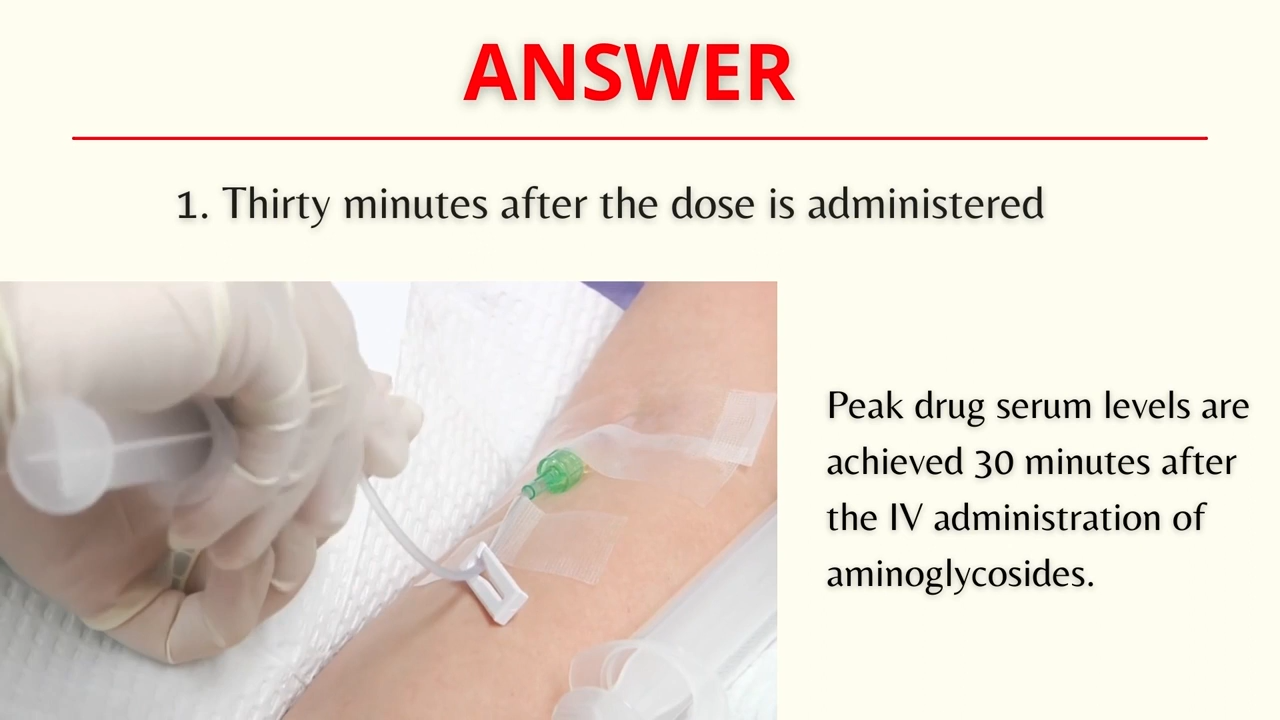 ANSWER
1. Thirty minutes after the dose is administered
Peak drug serum levels are
achieved 30 minutes after
the IV administration of
aminoglycosides.